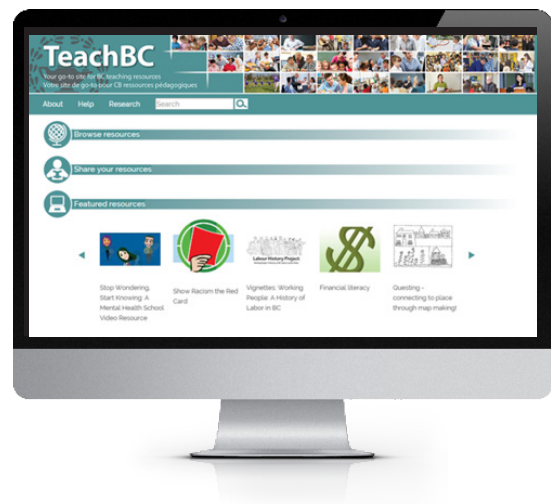 TeachBC
Your go-to site for BC teaching resources
Votre site de go-to pour CB ressources pédagogiques
About Help Research Search
Browse resources
Share your resources
Featured resources
Labour History Project
Stop Wondering,
Start Knowing: A
Mental Health School
Video Resource
Show Racism the Red
Card
Vignettes: Working
People: A History of
Labor in BC
Financial literacy
Questing -
connecting to place
through map making!